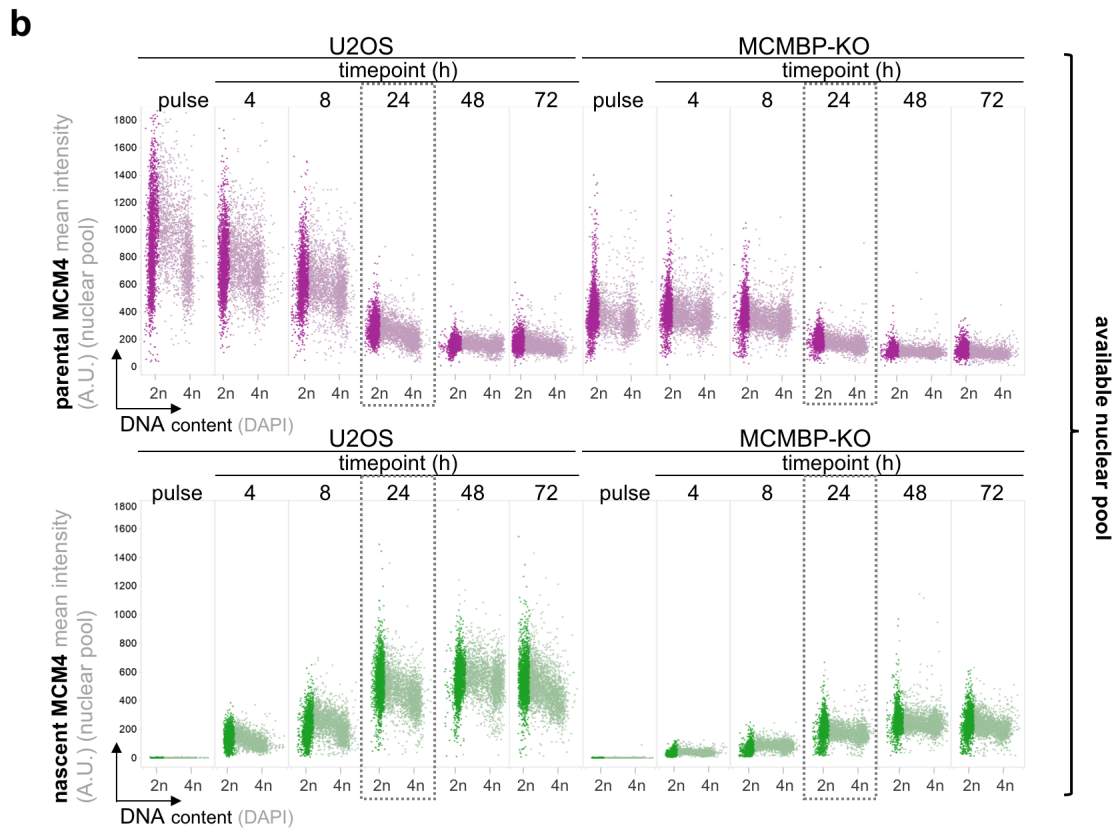 b
U2OS MCMBP-KO
timepoint (h) timepoint (h)
pulse 4 8 24 48 72 pulse 4 8 24 48 72
parental MCM4 mean intensity
(A.U.) (nuclear pool)
1800
1600
1400
1200
1000
800
600
400
200
0
2n 4n 2n 4n 2n 4n 2n 4n 2n 4n 2n 4n 2n 4n 2n 4n 2n 4n 2n 4n 2n 4n 2n 4n
DNA content (DAPI)
U2OS MCMBP-KO
timepoint (h) timepoint (h)
pulse 4 8 24 48 72 pulse 4 8 24 48 72
nascent MCM4 mean intensity
(A.U.) (nuclear pool)
1800
1600
1400
1200
1000
800
600
400
200
0
2n 4n 2n 4n 2n 4n 2n 4n 2n 4n 2n 4n 2n 4n 2n 4n 2n 4n 2n 4n 2n 4n 2n 4n
DNA content (DAPI)
available nuclear pool